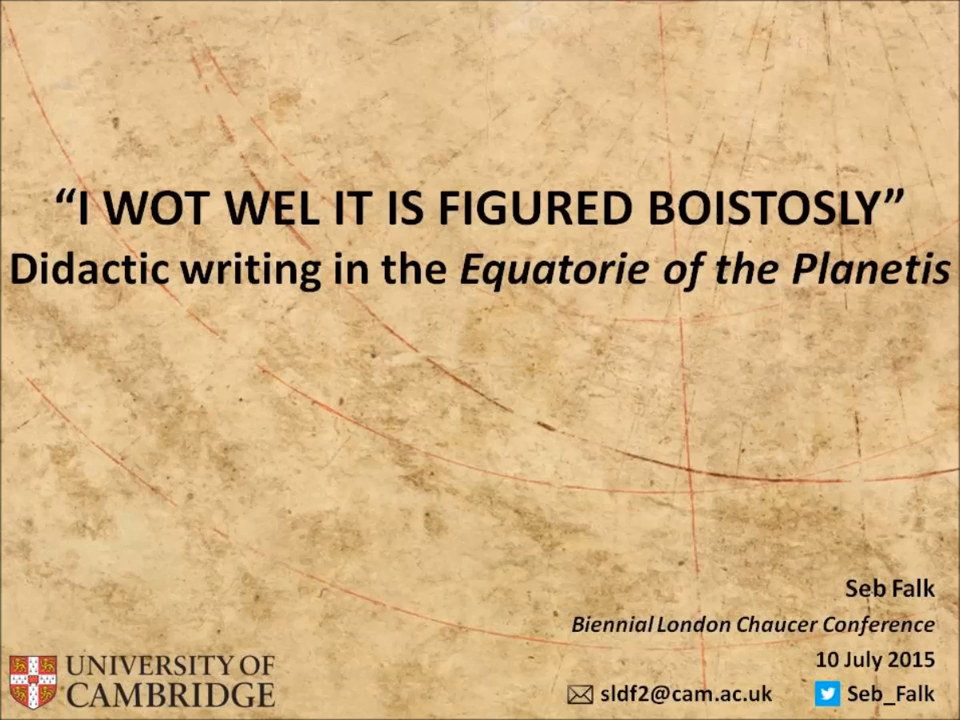 “I WOT WEL IT IS FIGURED BOISTOSLY”
Didactic writing in the Equatorie of the Planetis
Seb Falk
Biennial London Chaucer Conference
10 July 2015
sldf2@cam.ac.uk Seb_Falk
UNIVERSITY OF
CAMBRIDGE